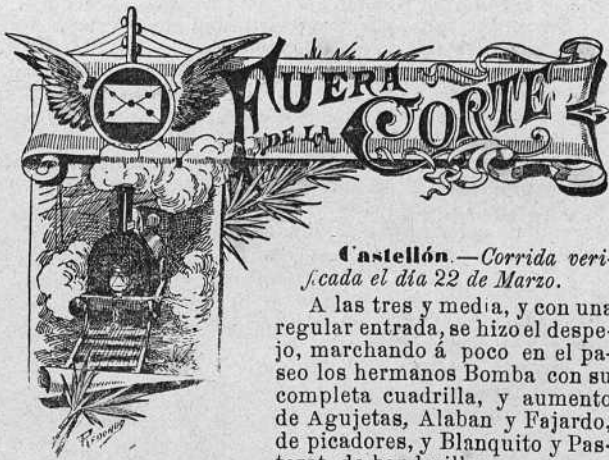 FUERA
DE LA CORTE
Castellón.—Corrida veri-
ficada el día 22 de Marzo.
A las tres y media, y con una
regular entrada, se hizo el despe-
jo, marchando á poco en el pa-
seo los hermanos Bomba con su
completa cuadrilla, y aumento
de Agujetas, Alaban y Fajardo,
de picadores, y Blanquito y Pas-